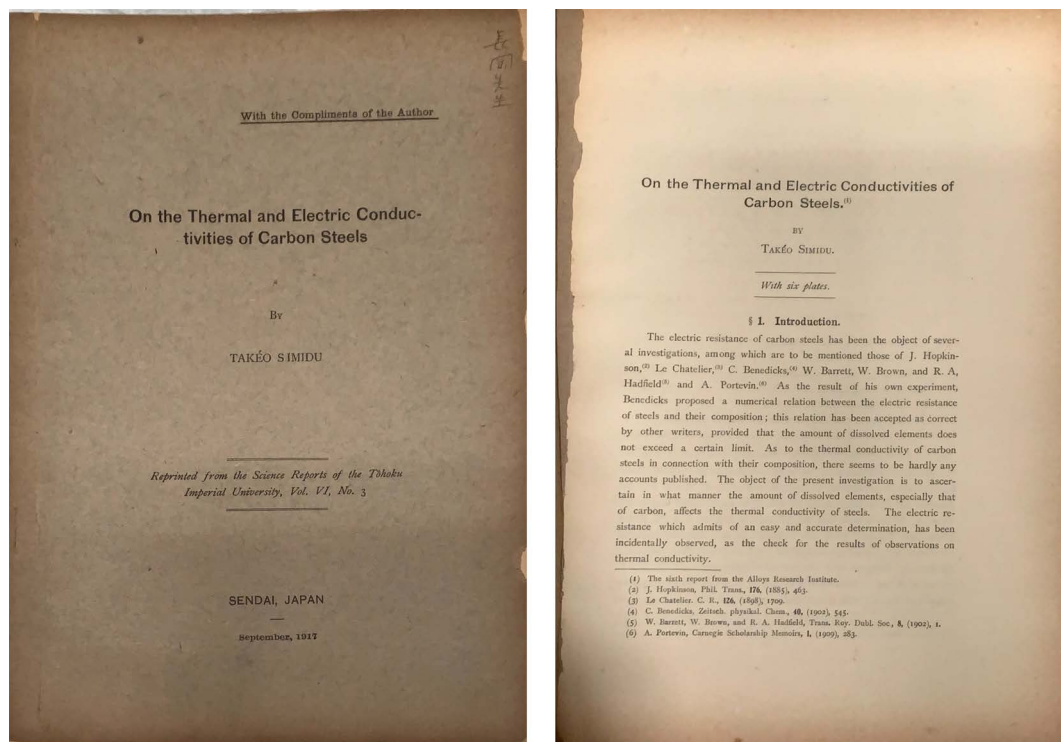 長岡先生
With the Compliments of the Author
On the Thermal and Electric Conduc-
tivities of Carbon Steels
By
TAKÉO SIMIDU
Reprinted from the Science Reports of the Tôhoku
Imperial University, Vol. VI, No. 3
SENDAI, JAPAN
September, 1917
On the Thermal and Electric Conductivities of
Carbon Steels.(1)
BY
TAKÉO SIMIDU.
With six plates.
§ 1. Introduction.
The electric resistance of carbon steels has been the object of sever-
al investigations, among which are to be mentioned those of J. Hopkin-
son,(2) Le Chatelier,(3) C. Benedicks,(4) W. Barrett, W. Brown, and R. A,
Hadfield(5) and A. Portevin.(6) As the result of his own experiment,
Benedicks proposed a numerical relation between the electric resistance
of steels and their composition; this relation has been accepted as correct
by other writers, provided that the amount of dissolved elements does
not exceed a certain limit. As to the thermal conductivity of carbon
steels in connection with their composition, there seems to be hardly any
accounts published. The object of the present investigation is to ascer-
tain in what manner the amount of dissolved elements, especially that
of carbon, affects the thermal conductivity of steels. The electric re-
sistance which admits of an easy and accurate determination, has been
incidentally observed, as the check for the results of observations on
thermal conductivity.
(1) The sixth report from the Alloys Research Institute.
(2) J. Hopkinson, Phil. Trans., 176, (1885), 463.
(3) Le Chatelier. C. R., 126, (1898), 1709.
(4) C. Benedicks, Zeitsch. physikal. Chem., 40, (1902), 545.
(5) W. Barrett, W. Brown, and R. A. Hadfield, Trans. Roy. Dubl. Soc., 8, (1902), 1.
(6) A. Portevin, Carnegie Scholarship Memoirs, 1, (1909), 283.